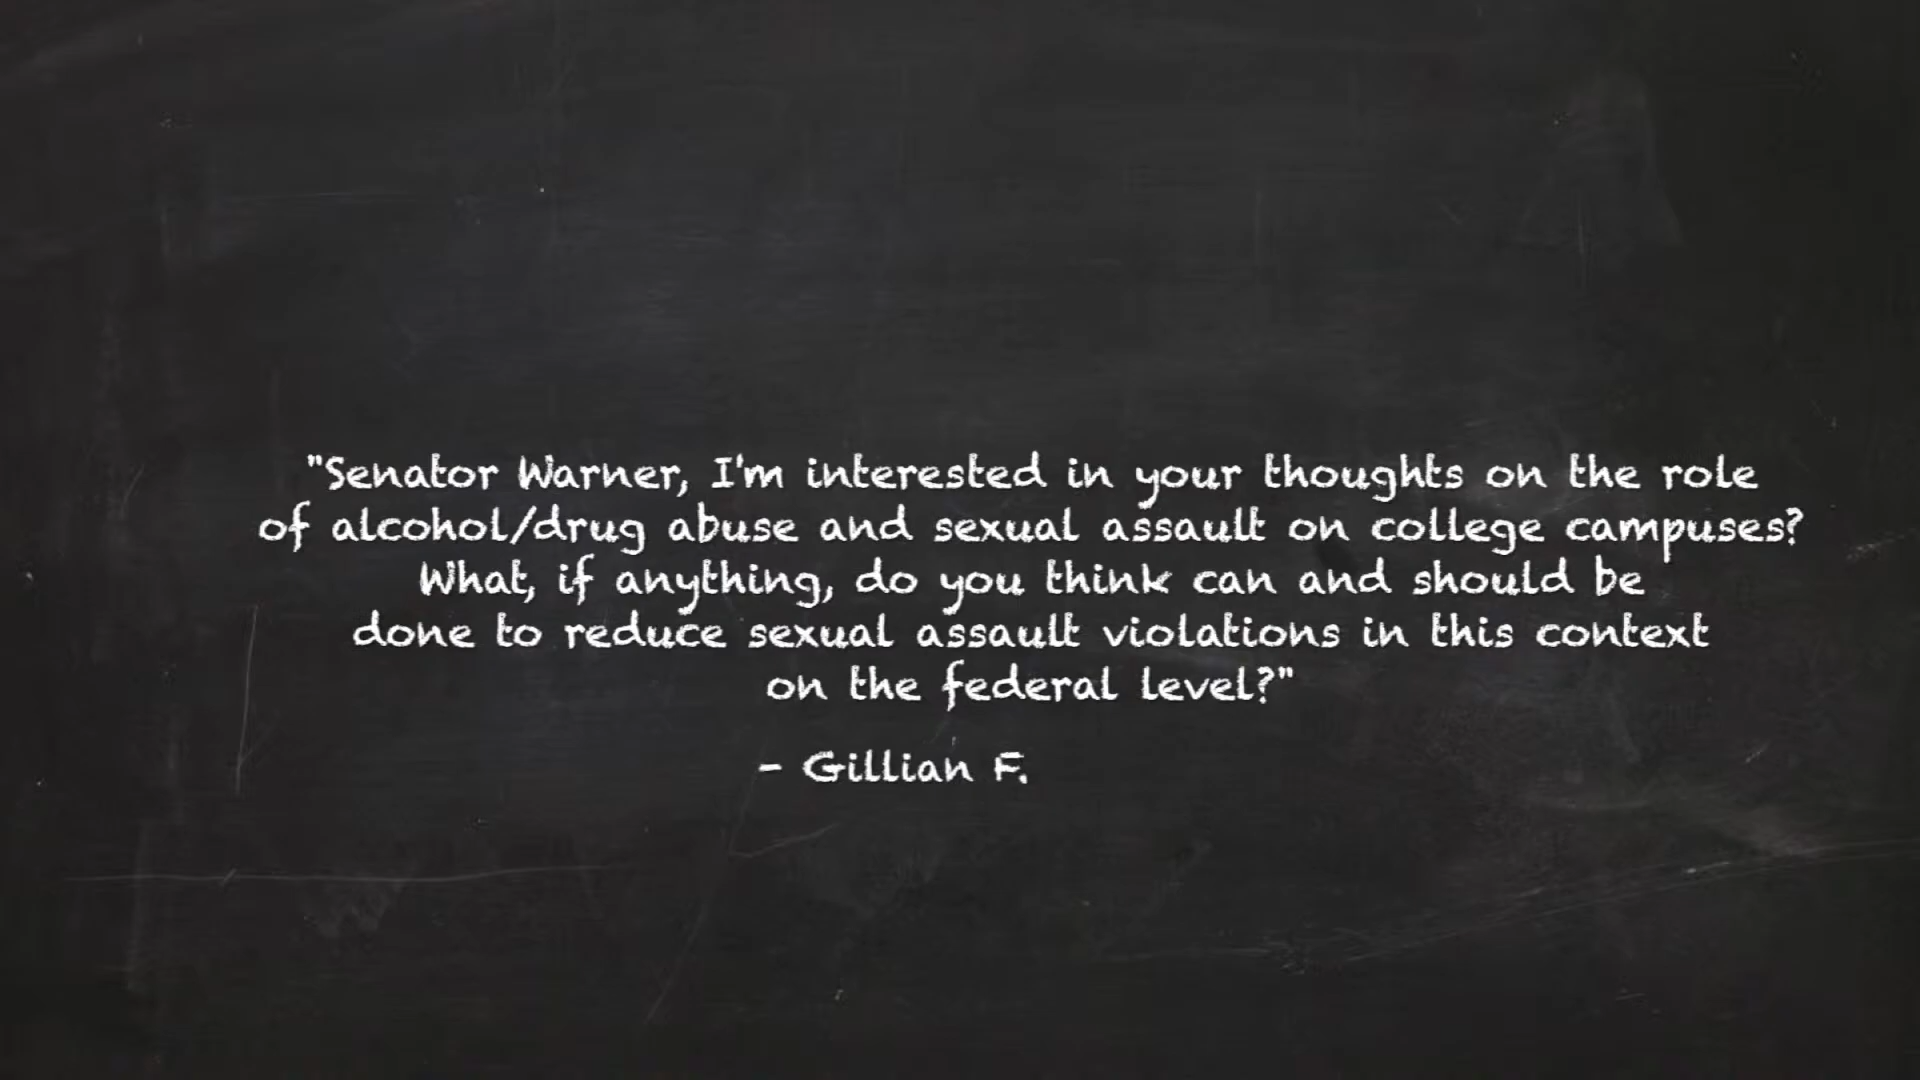 "Senator Warner, I'm interested in your thoughts on the role
of alcohol/drug abuse and sexual assault on college campuses?
What, if anything, do you think can and should be
done to reduce sexual assault violations in this context
on the federal level?"
- Gillian F.